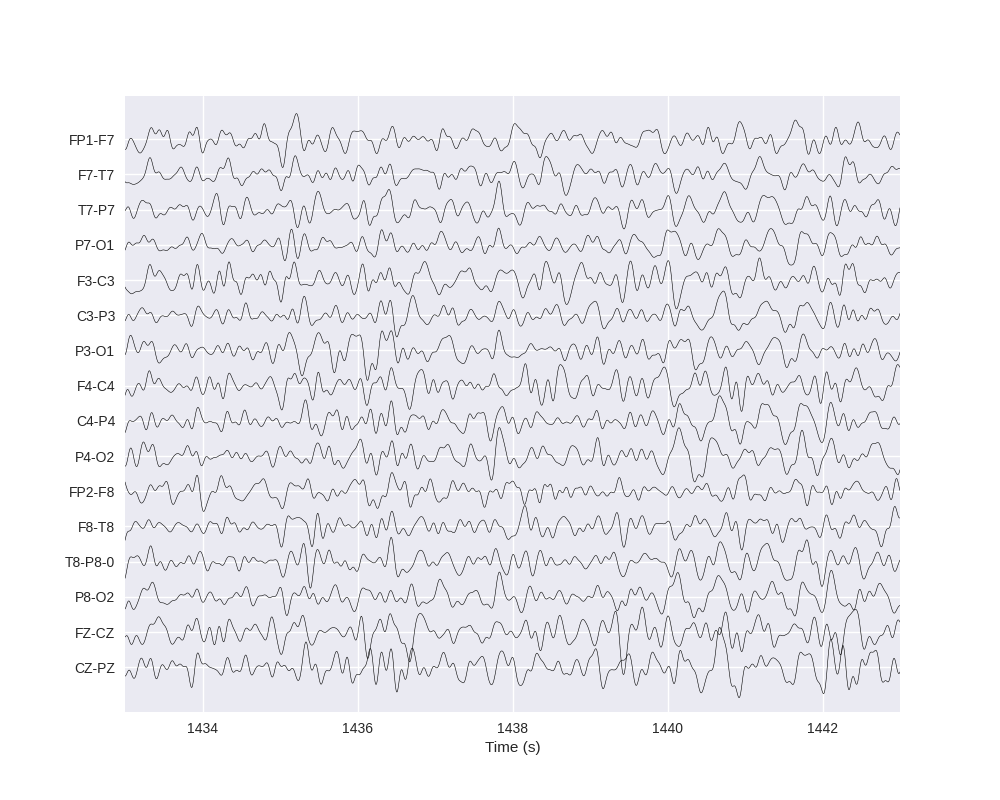 FP1-F7
F7-T7
T7-P7
P7-O1
F3-C3
C3-P3
P3-O1
F4-C4
C4-P4
P4-O2
FP2-F8
F8-T8
T8-P8-0
P8-O2
FZ-CZ
CZ-PZ
1434 1436 1438 1440 1442
Time (s)